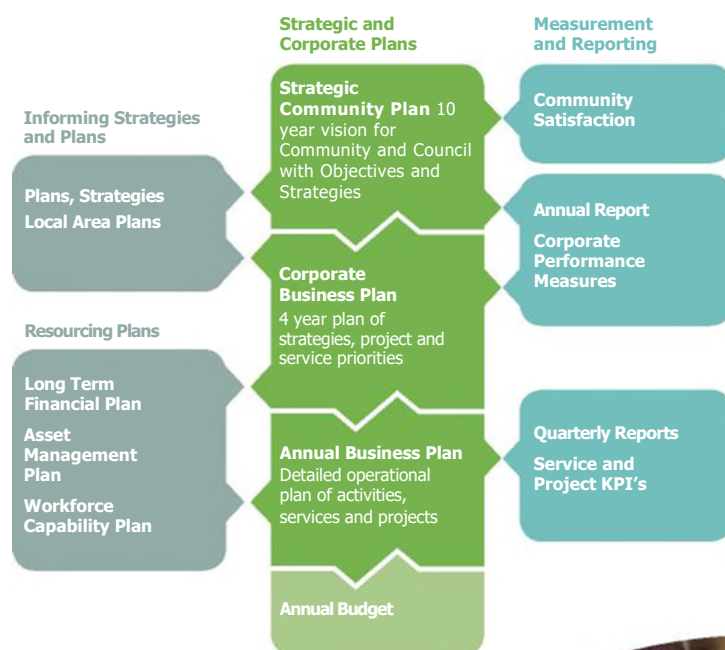 Strategic and
Corporate Plans
Measurement
and Reporting
Informing Strategies
and Plans
Plans, Strategies
Local Area Plans
Resourcing Plans
Long Term
Financial Plan
Asset
Management
Plan
Workforce
Capability Plan
Strategic
Community Plan 10
year vision for
Community and Council
with Objectives and
Strategies
Corporate
Business Plan
4 year plan of
strategies, project and
service priorities
Annual Business Plan
Detailed operational
plan of activities,
services and projects
Annual Budget
Community
Satisfaction
Annual Report
Corporate
Performance
Measures
Quarterly Reports
Service and
Project KPI's